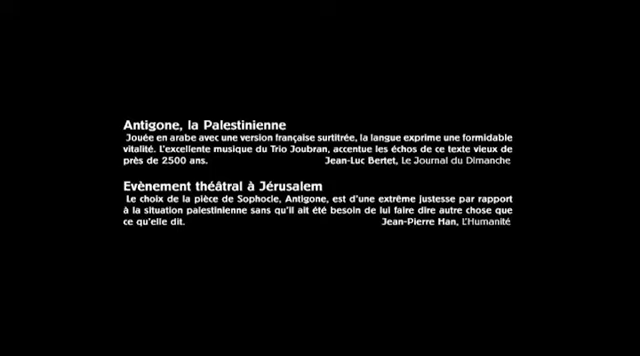 Antigone, la Palestinienne
Jouée en arabe avec une version française surtitrée, la langue exprime une formidable
vitalité. L'excellente musique du Trio Joubran, accentue les échos de ce texte vieux de
près de 2500 ans. Jean-Luc Bertet, Le Journal du Dimanche
Evènement théâtral à Jérusalem
Le choix de la pièce de Sophocle, Antigone, est d'une extrême justesse par rapport
à la situation palestinienne sans qu'il ait été besoin de lui faire dire autre chose que
ce qu'elle dit. Jean-Pierre Han, L'Humanité